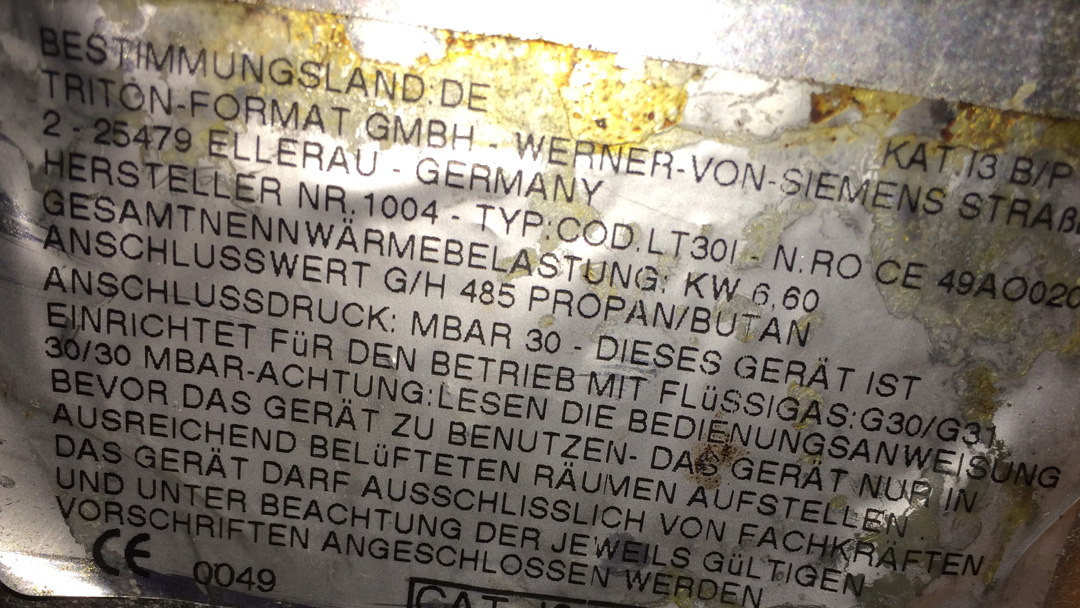 BESTIMMUNGSLAND:DE KAT.I3 B/P
TRITON-FORMAT GMBH - WERNER-VON-SIEMENS
2 - 25479 ELLERAU - GERMANY
HERSTELLER NR.1004 - TYP:COD.LT30I - N.RO CE 49AO020
GESAMTNENNWÄRMEBELASTUNG: KW 6,60
ANSCHLUSSWERT G/H 485 PROPAN/BUTAN
ANSCHLUSSDRUCK: MBAR 30 - DIESES GERÄT IST
EINRICHTET FüR DEN BETRIEB MIT FLüSSIGAS:G30/G31
30/30 MBAR-ACHTUNG:LESEN DIE BEDIENUNGSANWEISUNG
BEVOR DAS GERÄT ZU BENUTZEN- DAS GERÄT NUR IN
AUSREICHEND BELüFTETEN RÄUMEN AUFSTELLEN
DAS GERÄT DARF AUSSCHLISSLICH VON FACHKRÄFTEN
UND UNTER BEACHTUNG DER JEWEILS GüLTIGEN
VORSCHRIFTEN ANGESCHLOSSEN WERDEN
CE 0049